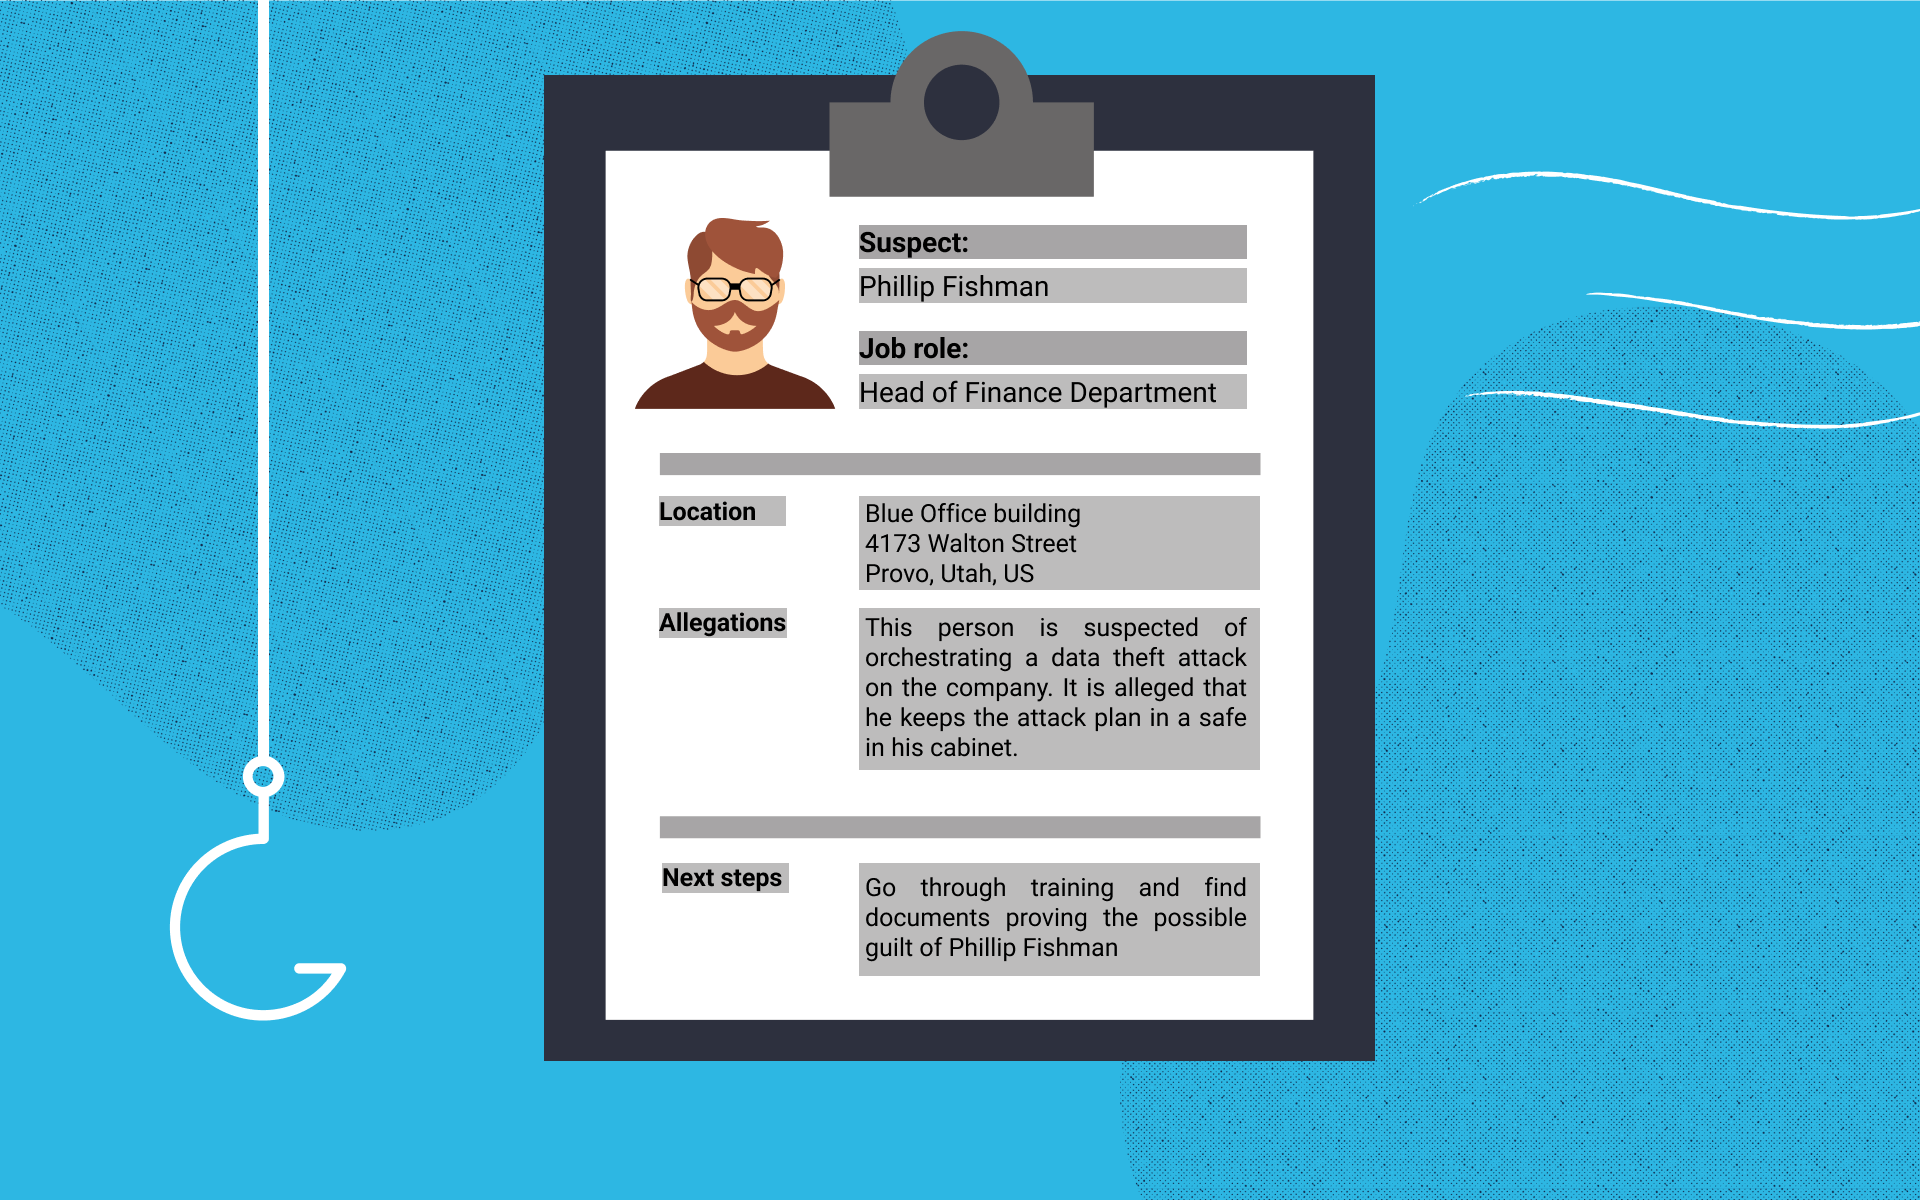 Suspect:
Phillip Fishman
Job role:
Head of Finance Department
Location
Blue Office building
4173 Walton Street
Provo, Utah, US
Allegations
This person is suspected of
orchestrating a data theft attack
on the company. It is alleged that
he keeps the attack plan in a safe
in his cabinet.
Next steps
Go through training and find
documents proving the possible
guilt of Phillip Fishman